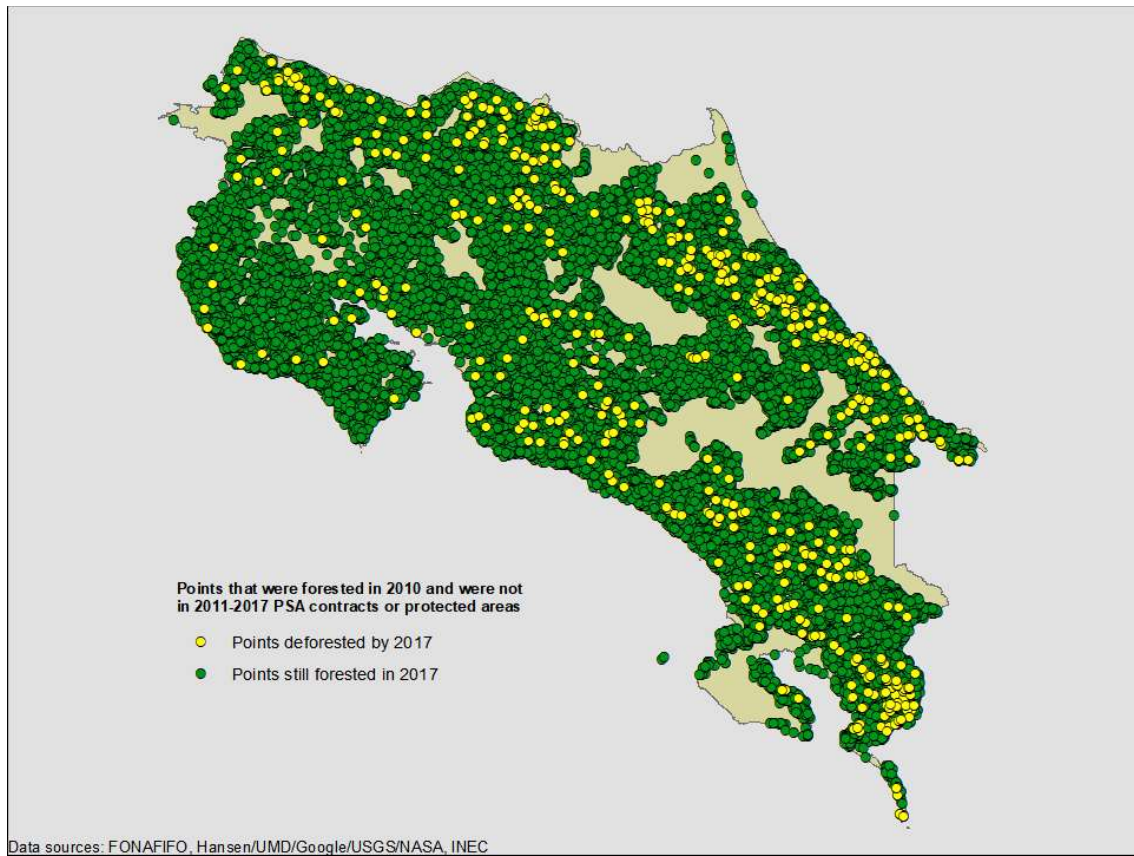 Points that were forested in 2010 and were not
in 2011-2017 PSA contracts or protected areas
Points deforested by 2017
Points still forested in 2017
Data sources: FONAFIFO, Hansen/UMD/Google/USGS/NASA, INEC